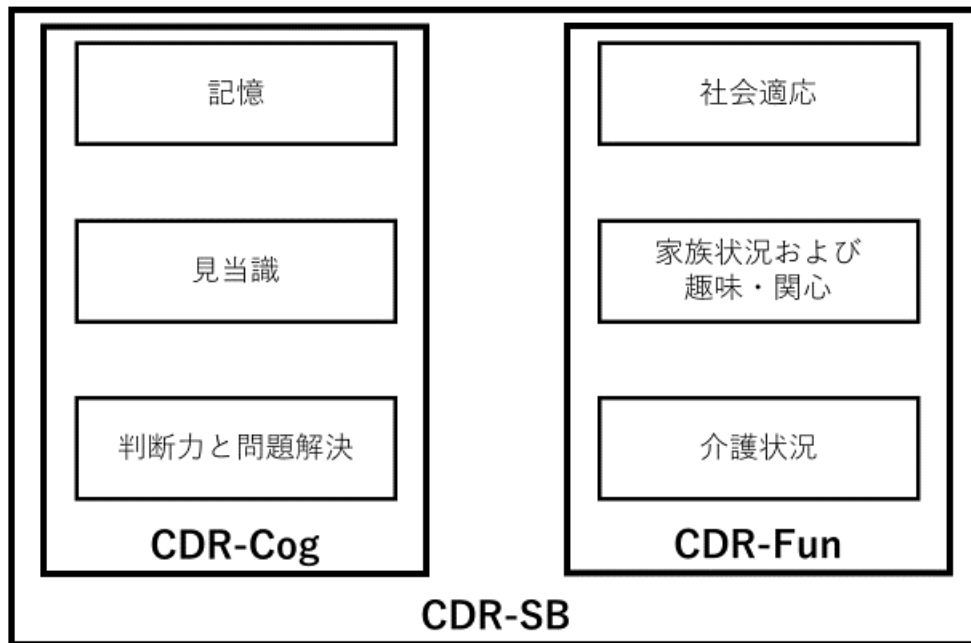 記憶
見当識
判断力と問題解決
CDR-Cog
社会適応
家族状況および
趣味・関心
介護状況
CDR-Fun
CDR-SB